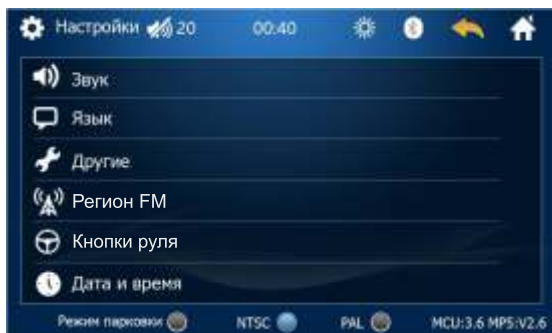 Настройки 20 00:40
Звук
Язык
Другие
Регион FM
Кнопки руля
Дата и время
Режим парковки NTSC PAL MCU:3.6 MP5:V2.6